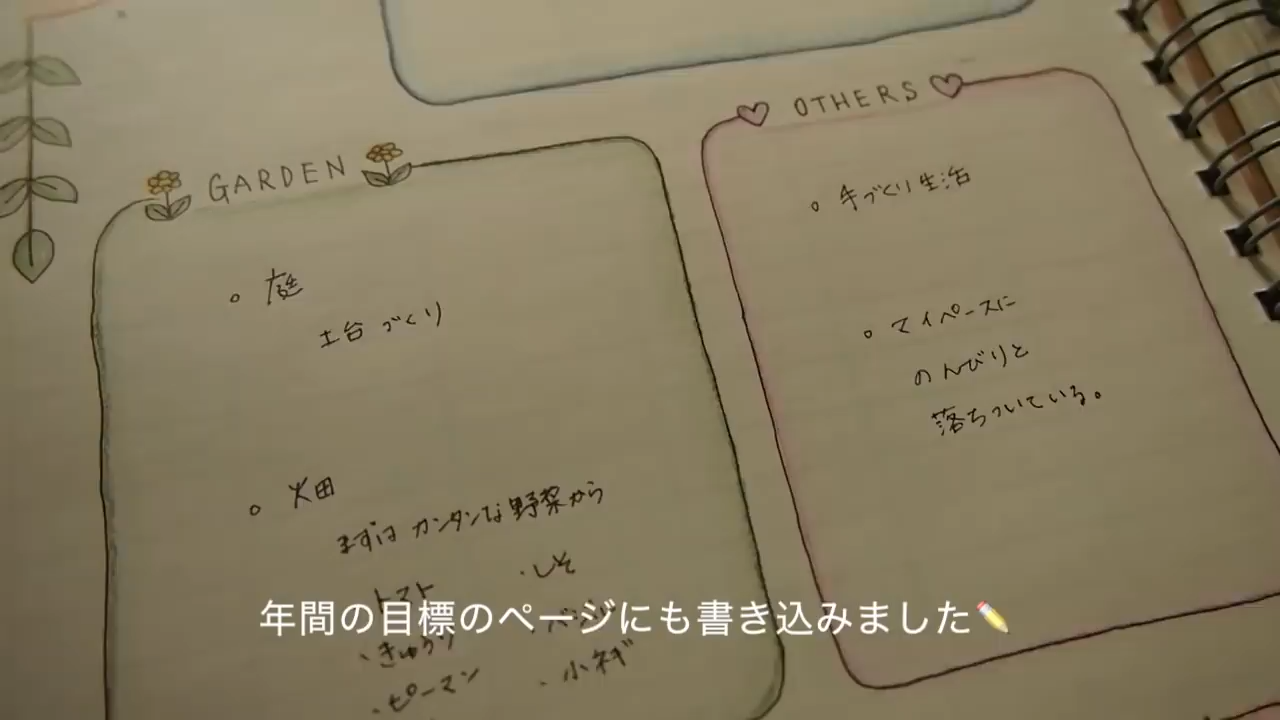 GARDEN
。庭
土台づくり
。畑
まずは カンタンな野菜から
・トマト
・きゅうり
・ピーマン
・しそ
・バジル
・小ネギ
OTHERS
。手づくり生活
。マイペースに
のんびりと
落ちついている。
年間の目標のページにも書き込みました✏️